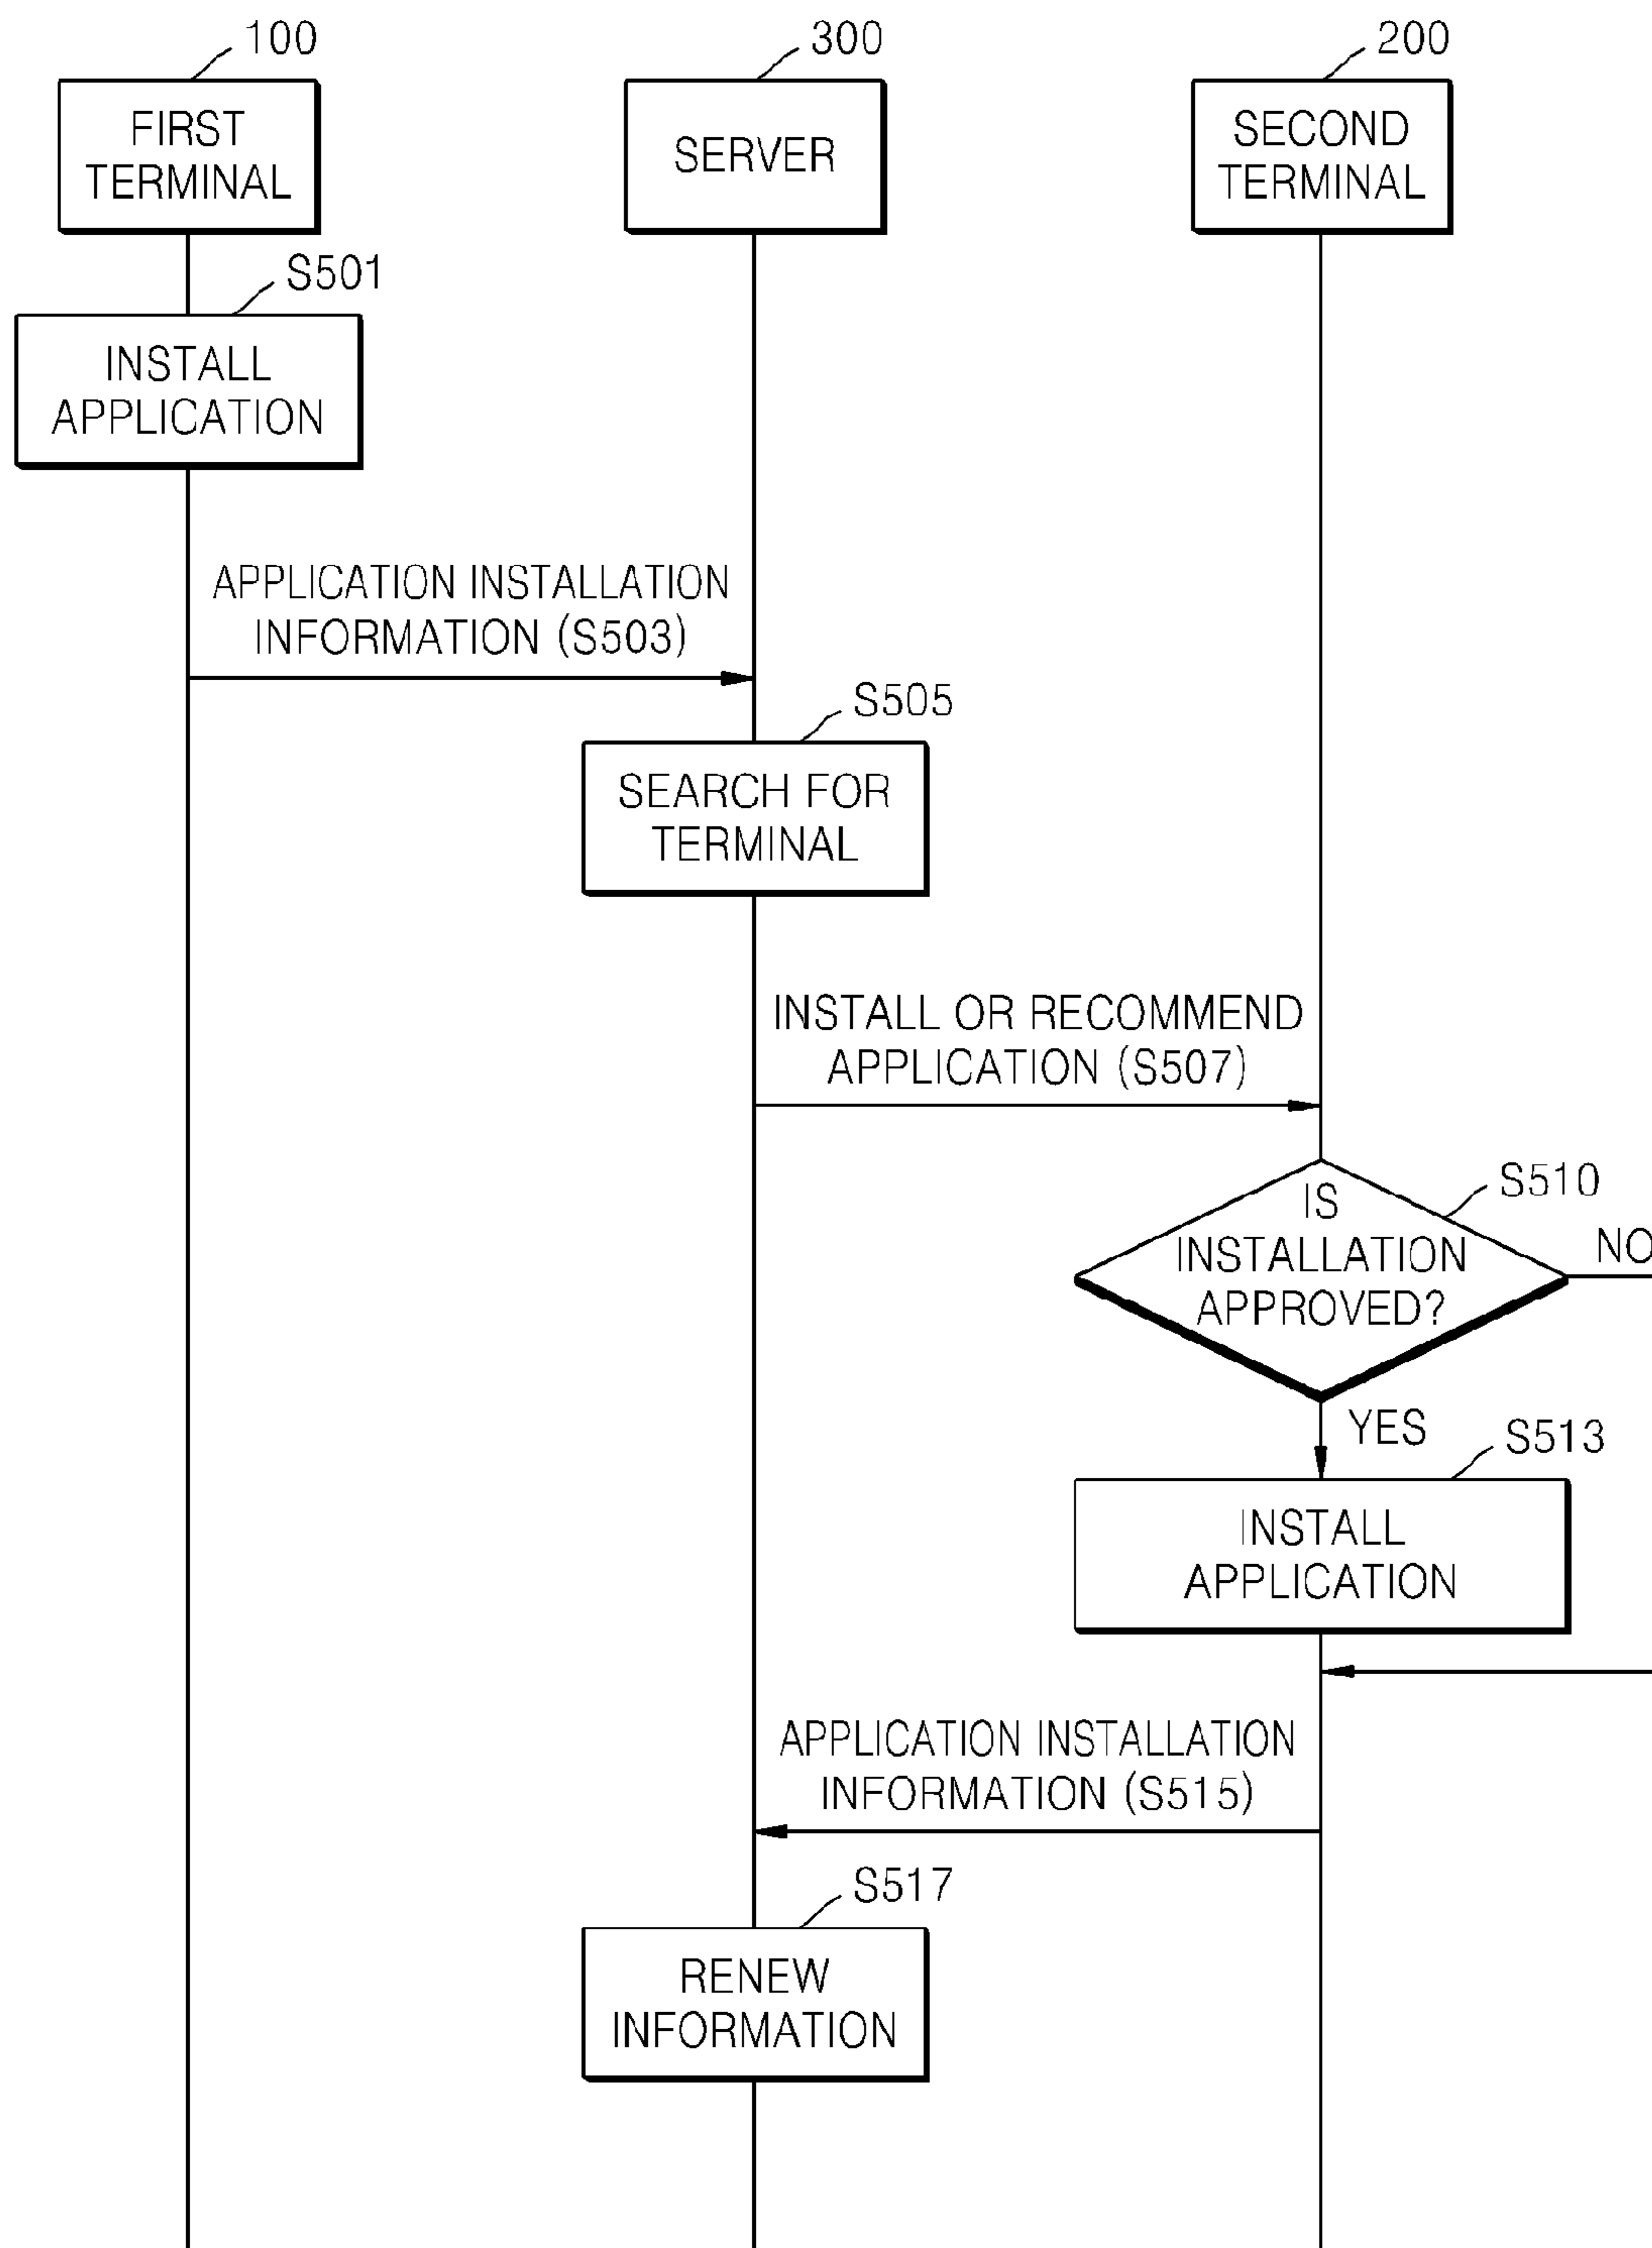 100
300
200
FIRST
TERMINAL
SERVER
SECOND
TERMINAL
S501
INSTALL
APPLICATION
APPLICATION INSTALLATION
INFORMATION (S503)
S505
SEARCH FOR
TERMINAL
INSTALL OR RECOMMEND
APPLICATION (S507)
S510
IS
INSTALLATION
APPROVED?
NO
YES
S513
INSTALL
APPLICATION
APPLICATION INSTALLATION
INFORMATION (S515)
S517
RENEW
INFORMATION